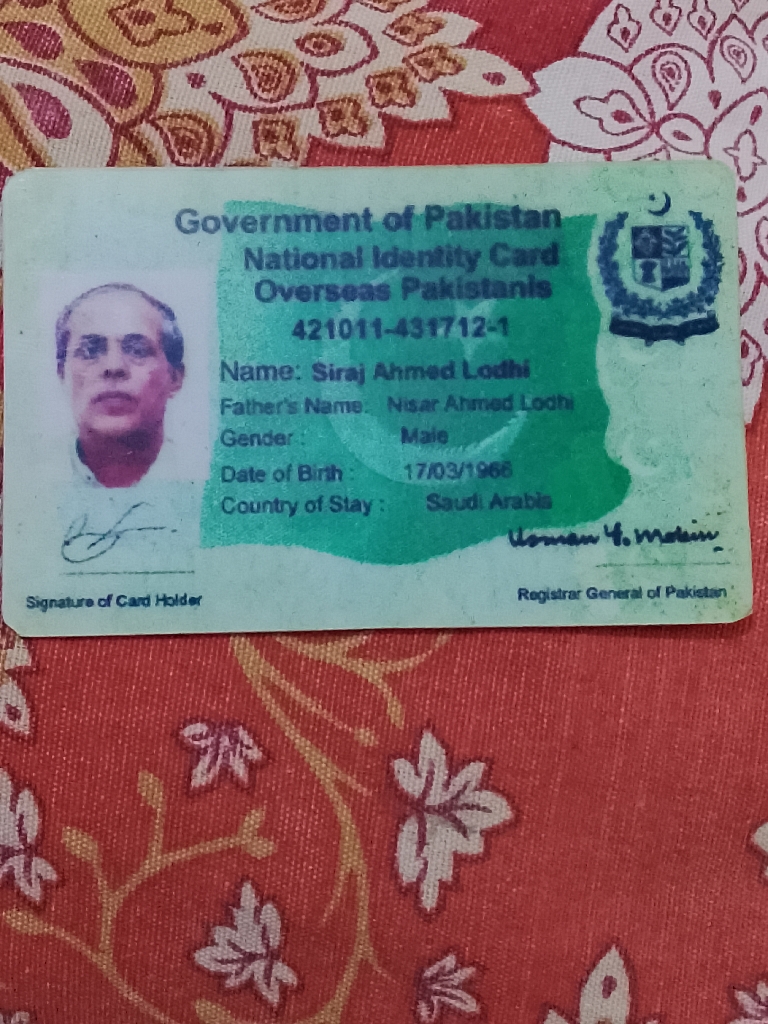 Government of Pakistan
National Identity Card
Overseas Pakistanis
421011-431712-1
Name: Siraj Ahmed Lodhi
Father's Name: Nisar Ahmed Lodhi
Gender : Male
Date of Birth : 17/03/1966
Country of Stay : Saudi Arabia
Usman Y. Mobin
Signature of Card Holder
Registrar General of Pakistan